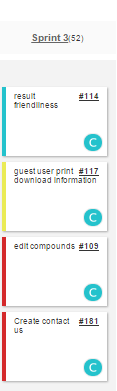 Sprint 3(52)
result #114
friendliness
C
guest user print #117
download information
C
edit compounds #109
C
Create contact #181
us
C